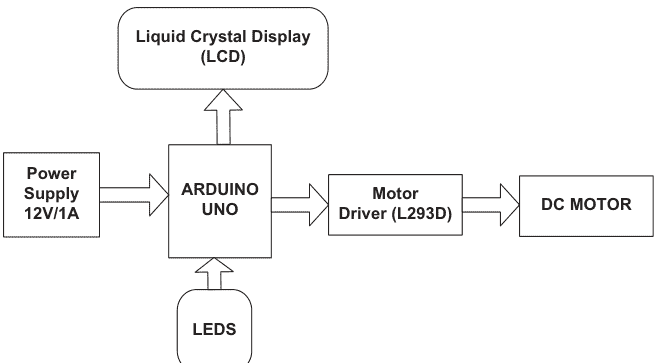 Liquid Crystal Display
(LCD)
Power
Supply
12V/1A
ARDUINO
UNO
Motor
Driver (L293D)
DC MOTOR
LEDS